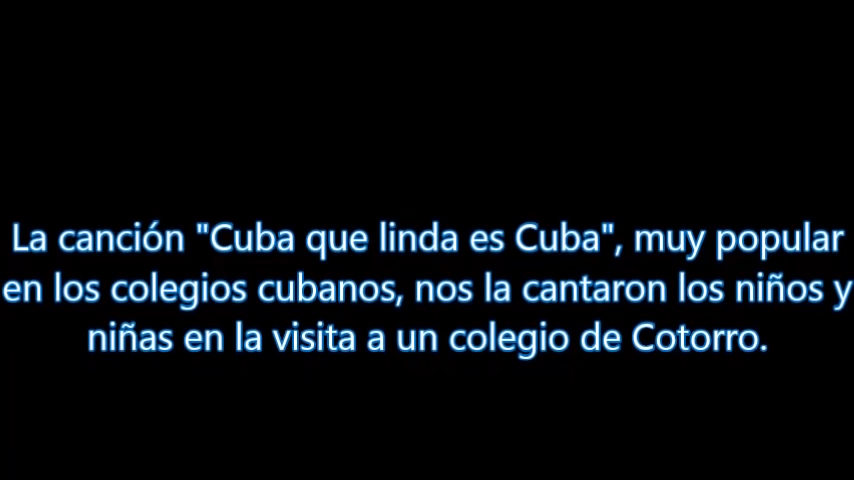 La canción "Cuba que linda es Cuba", muy popular
en los colegios cubanos, nos la cantaron los niños y
niñas en la visita a un colegio de Cotorro.